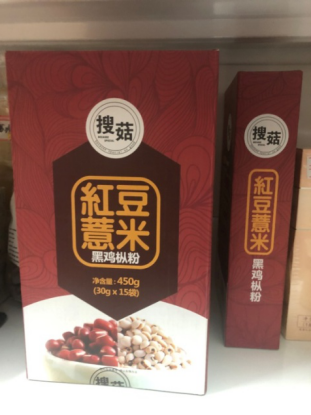 搜菇
紅豆
薏米
黑鸡枞粉
净含量:450g
(30g×15袋)
搜菇
搜菇
紅豆薏米
黑鸡枞粉